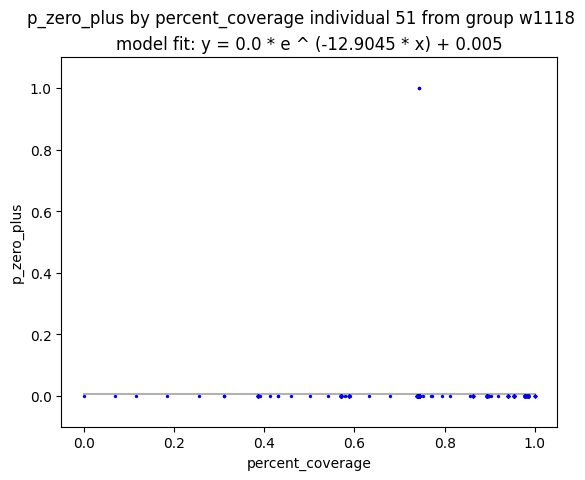 p_zero_plus by percent_coverage individual 51 from group w1118
model fit: y = 0.0 * e ^ (-12.9045 * x) + 0.005
1.0
0.8
0.6
0.4
0.2
0.0
p_zero_plus
0.0 0.2 0.4 0.6 0.8 1.0
percent_coverage